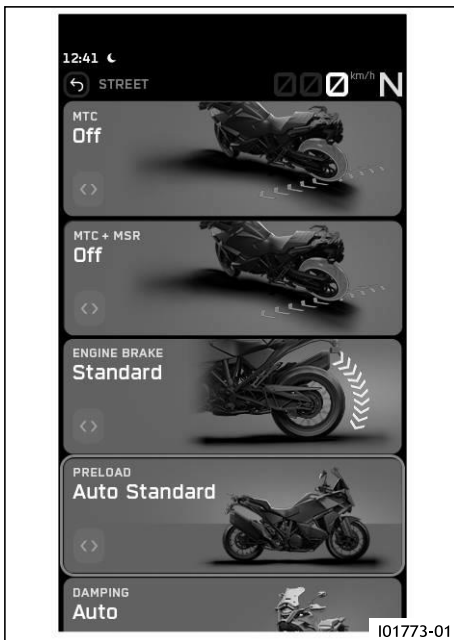 12:41
STREET
000 km/h N
MTC
Off
MTC + MSR
Off
ENGINE BRAKE
Standard
PRELOAD
Auto Standard
DAMPING
Auto
I01773-01